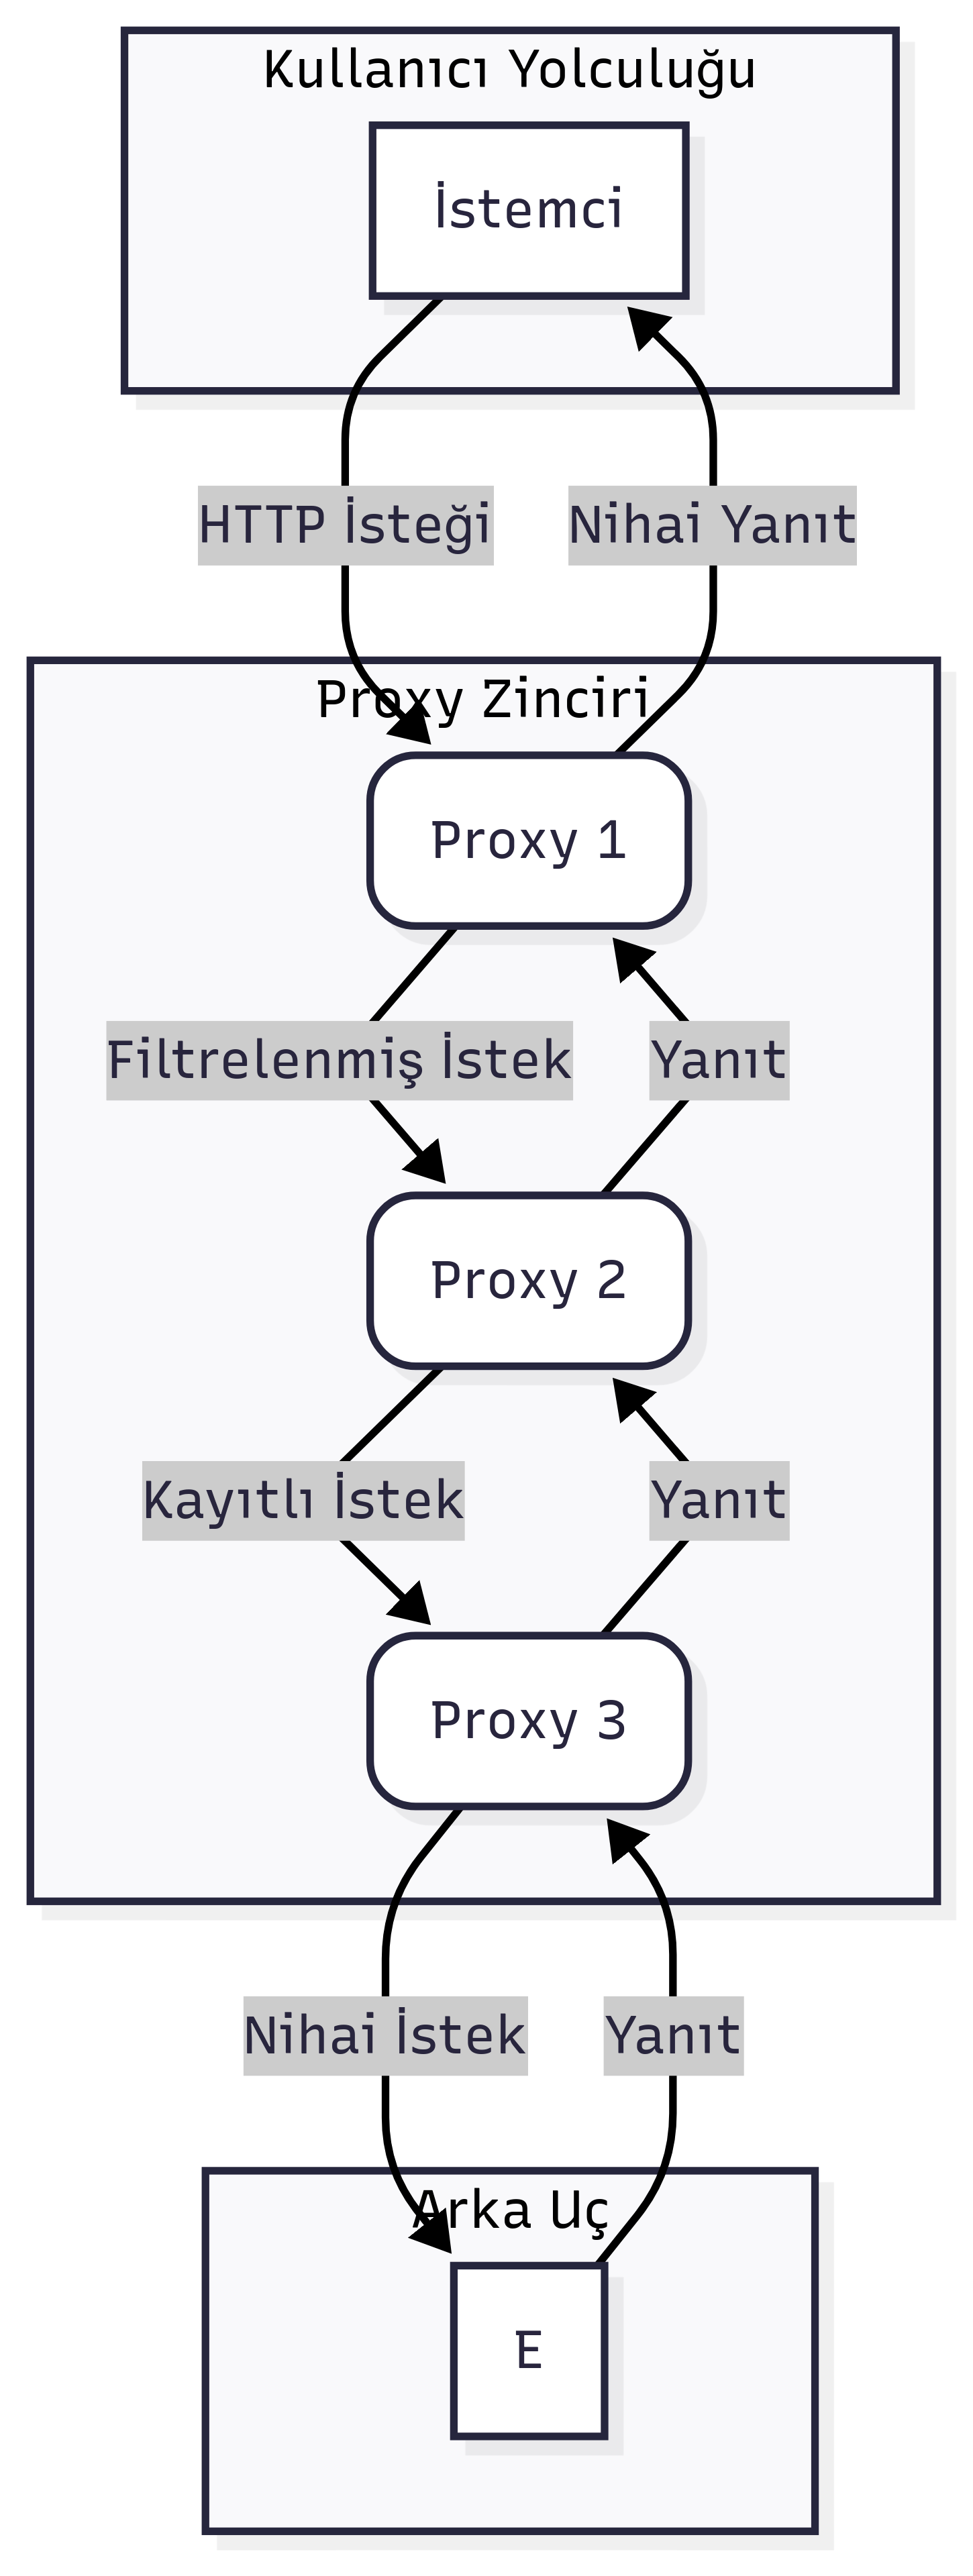 Kullanıcı Yolculuğu
İstemci
HTTP İsteği
Nihai Yanıt
Proxy Zinciri
Proxy 1
Filtrelenmiş İstek
Yanıt
Proxy 2
Kayıtlı İstek
Yanıt
Proxy 3
Nihai İstek
Yanıt
Arka Uç
E